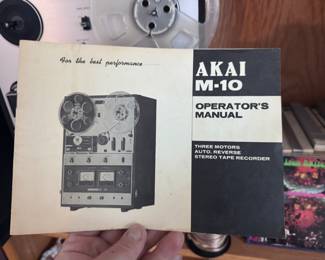 For the best performance
AKAI
M-10
OPERATOR'S
MANUAL
THREE MOTORS
AUTO. REVERSE
STEREO TAPE RECORDER